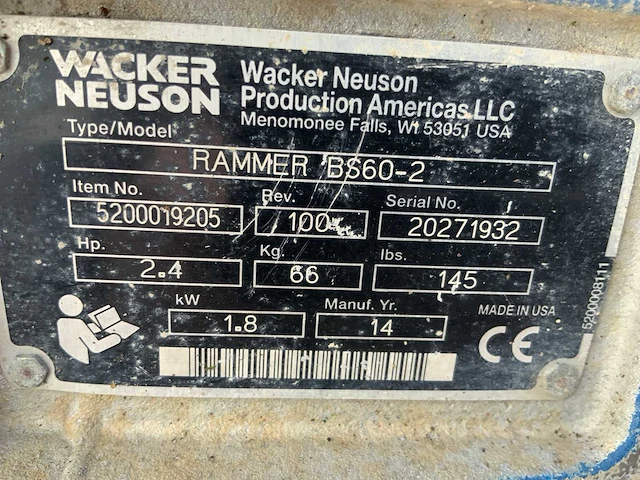 WACKER NEUSON
Wacker Neuson
Production Americas LLC
Menomonee Falls, WI 53051 USA
Type/Model
RAMMER BS60-2
Item No. Rev. Serial No.
5200019205 100 20271932
Hp. Kg. lbs.
2.4 66 145
kW Manuf. Yr. MADE IN USA
1.8 14 CE
5200008111